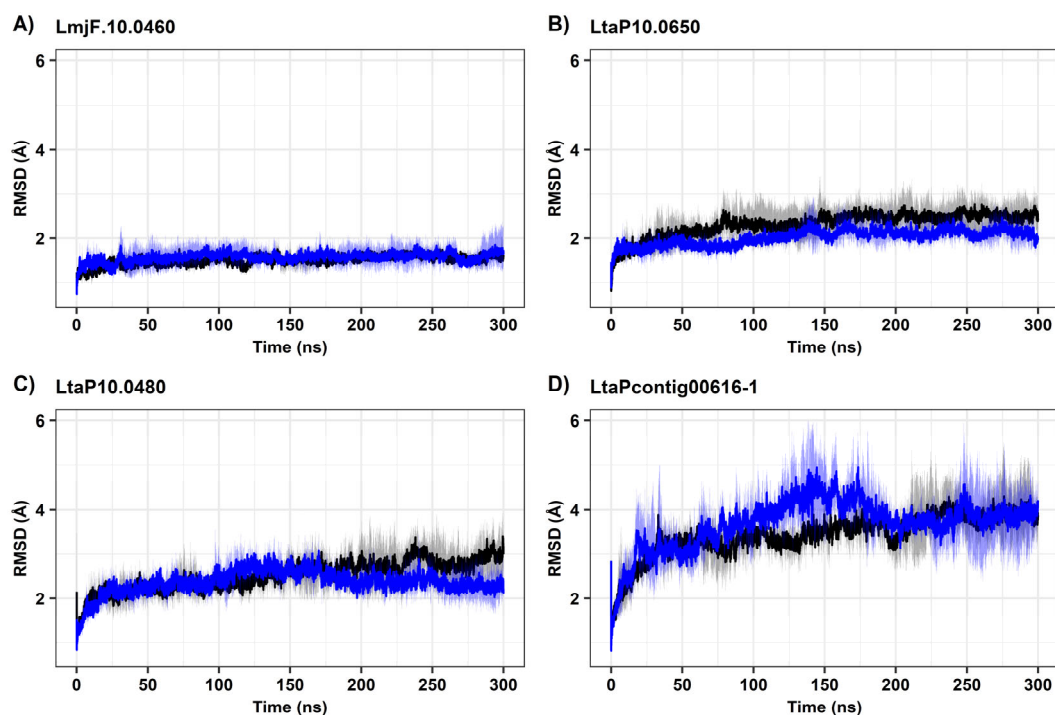 A) LmjF.10.0460
6
4
2
RMSD (Å)
0 50 100 150 200 250 300
Time (ns)
B) LtaP10.0650
6
4
2
RMSD (Å)
0 50 100 150 200 250 300
Time (ns)
C) LtaP10.0480
6
4
2
RMSD (Å)
0 50 100 150 200 250 300
Time (ns)
D) LtaPcontig00616-1
6
4
2
RMSD (Å)
0 50 100 150 200 250 300
Time (ns)